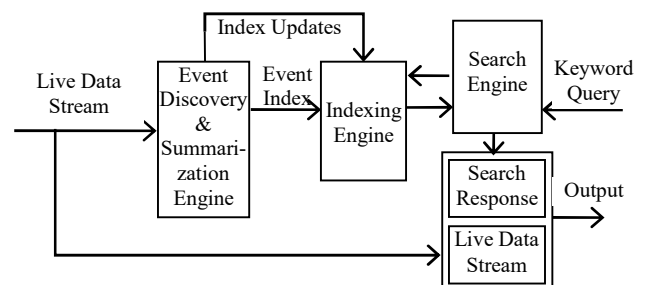 Index Updates
Live Data
Stream
Event
Discovery
&
Summari-
zation
Engine
Event
Index
Indexing
Engine
Search
Engine
Keyword
Query
Search
Response
Live Data
Stream
Output